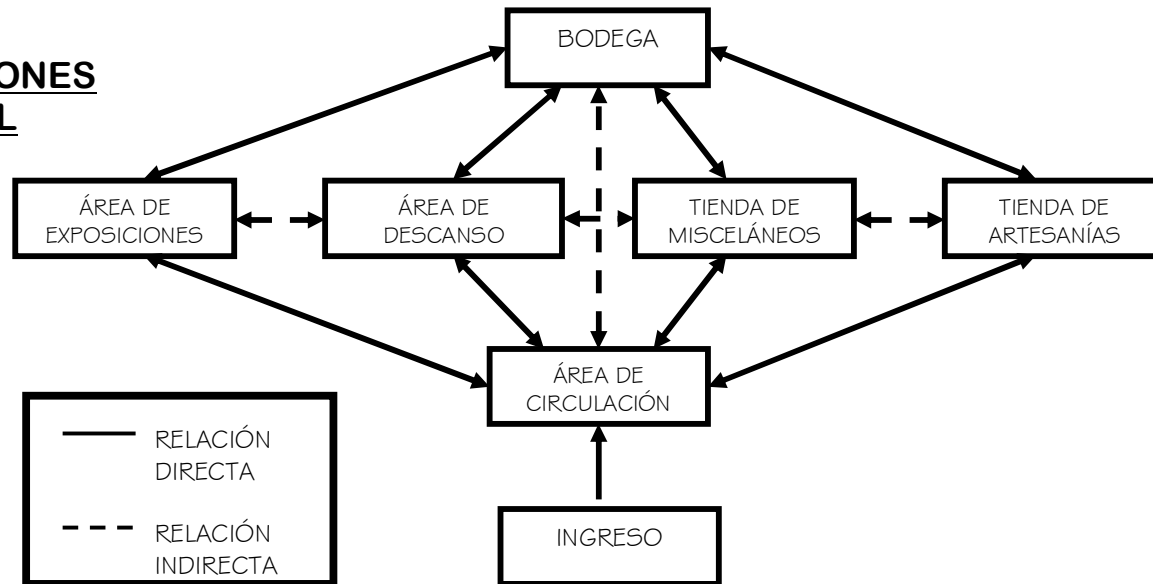 BODEGA
ÁREA DE
EXPOSICIONES
ÁREA DE
DESCANSO
TIENDA DE
MISCELÁNEOS
TIENDA DE
ARTESANÍAS
ÁREA DE
CIRCULACIÓN
INGRESO
RELACIÓN
DIRECTA
RELACIÓN
INDIRECTA